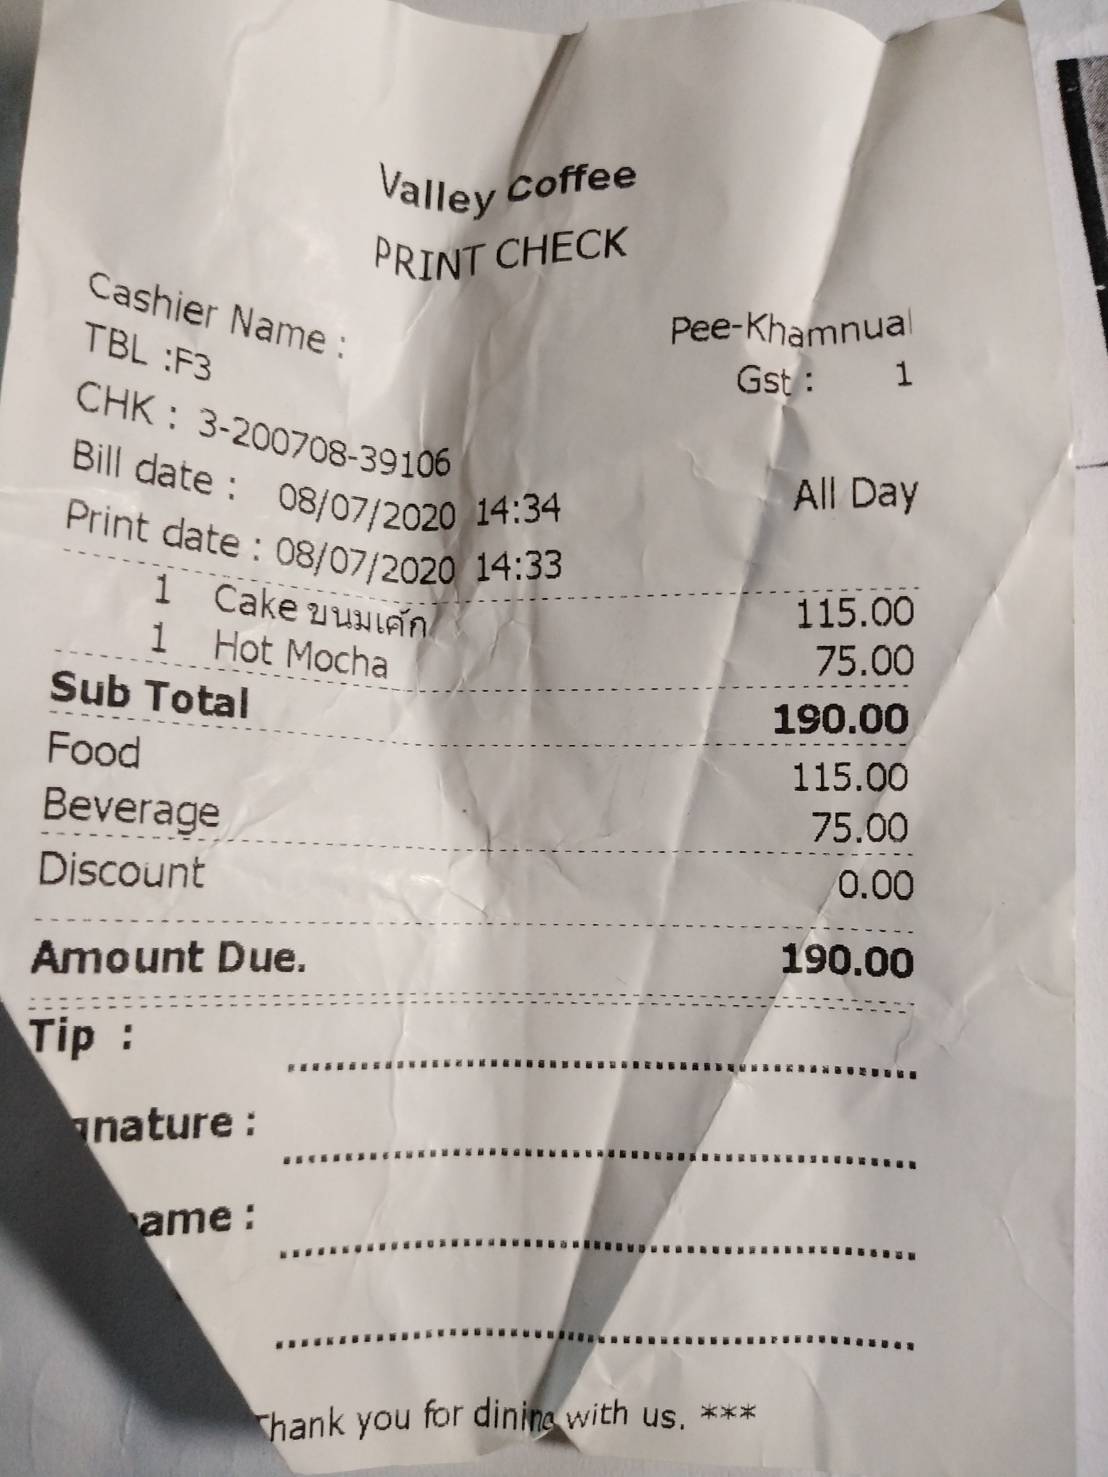 Valley Coffee
PRINT CHECK
Cashier Name : Pee-Khamnual
TBL :F3 Gst : 1
CHK : 3-200708-39106
Bill date : 08/07/2020 14:34 All Day
Print date : 08/07/2020 14:33
1 Cake ขนมเค้ก 115.00
1 Hot Mocha 75.00
Sub Total 190.00
Food 115.00
Beverage 75.00
Discount 0.00
Amount Due. 190.00
Tip :
gnature :
ame :
Thank you for dining with us. ***